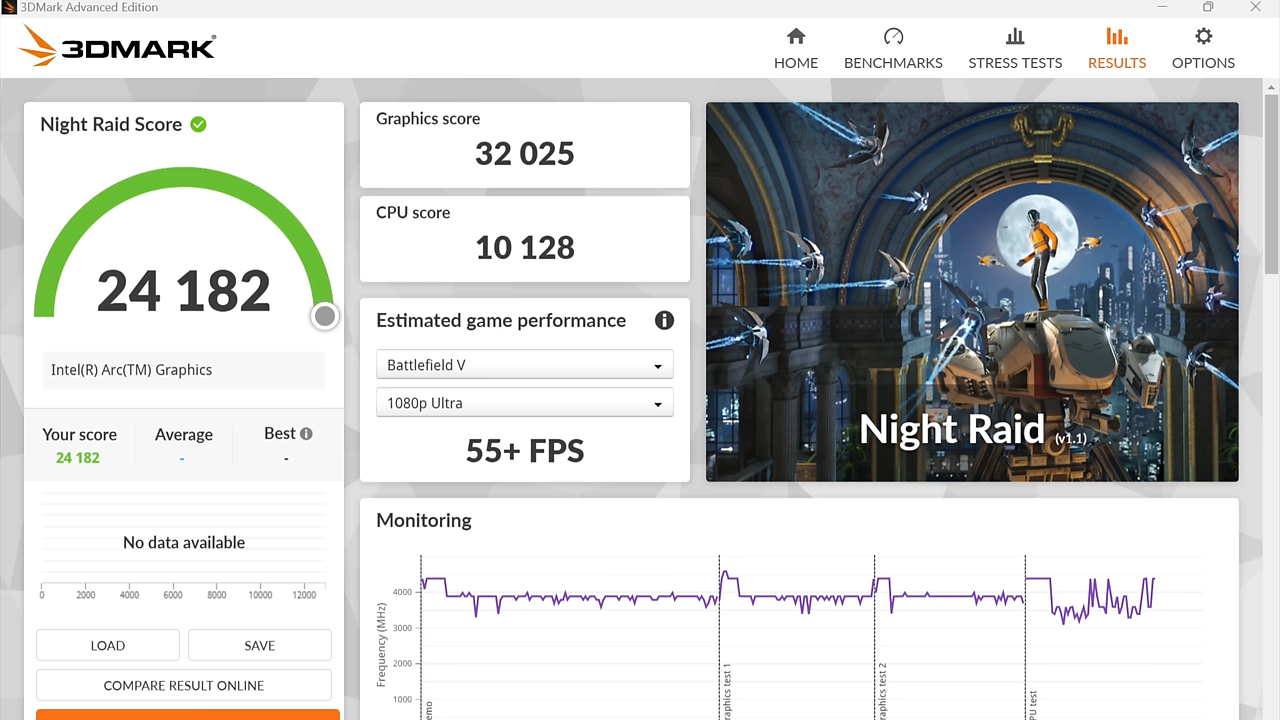 3DMark Advanced Edition
3DMARK
HOME
BENCHMARKS
STRESS TESTS
RESULTS
OPTIONS
Night Raid Score
24 182
Intel(R) Arc(TM) Graphics
Your score
24 182
Average
-
Best
-
No data available
0 2000 4000 6000 8000 10000 12000
LOAD
SAVE
COMPARE RESULT ONLINE
Graphics score
32 025
CPU score
10 128
Estimated game performance
Battlefield V
1080p Ultra
55+ FPS
Night Raid (v1.1)
Monitoring
Frequency (MHz)
4000
3000
2000
1000
emo
raphics test 1
raphics test 2
PU test